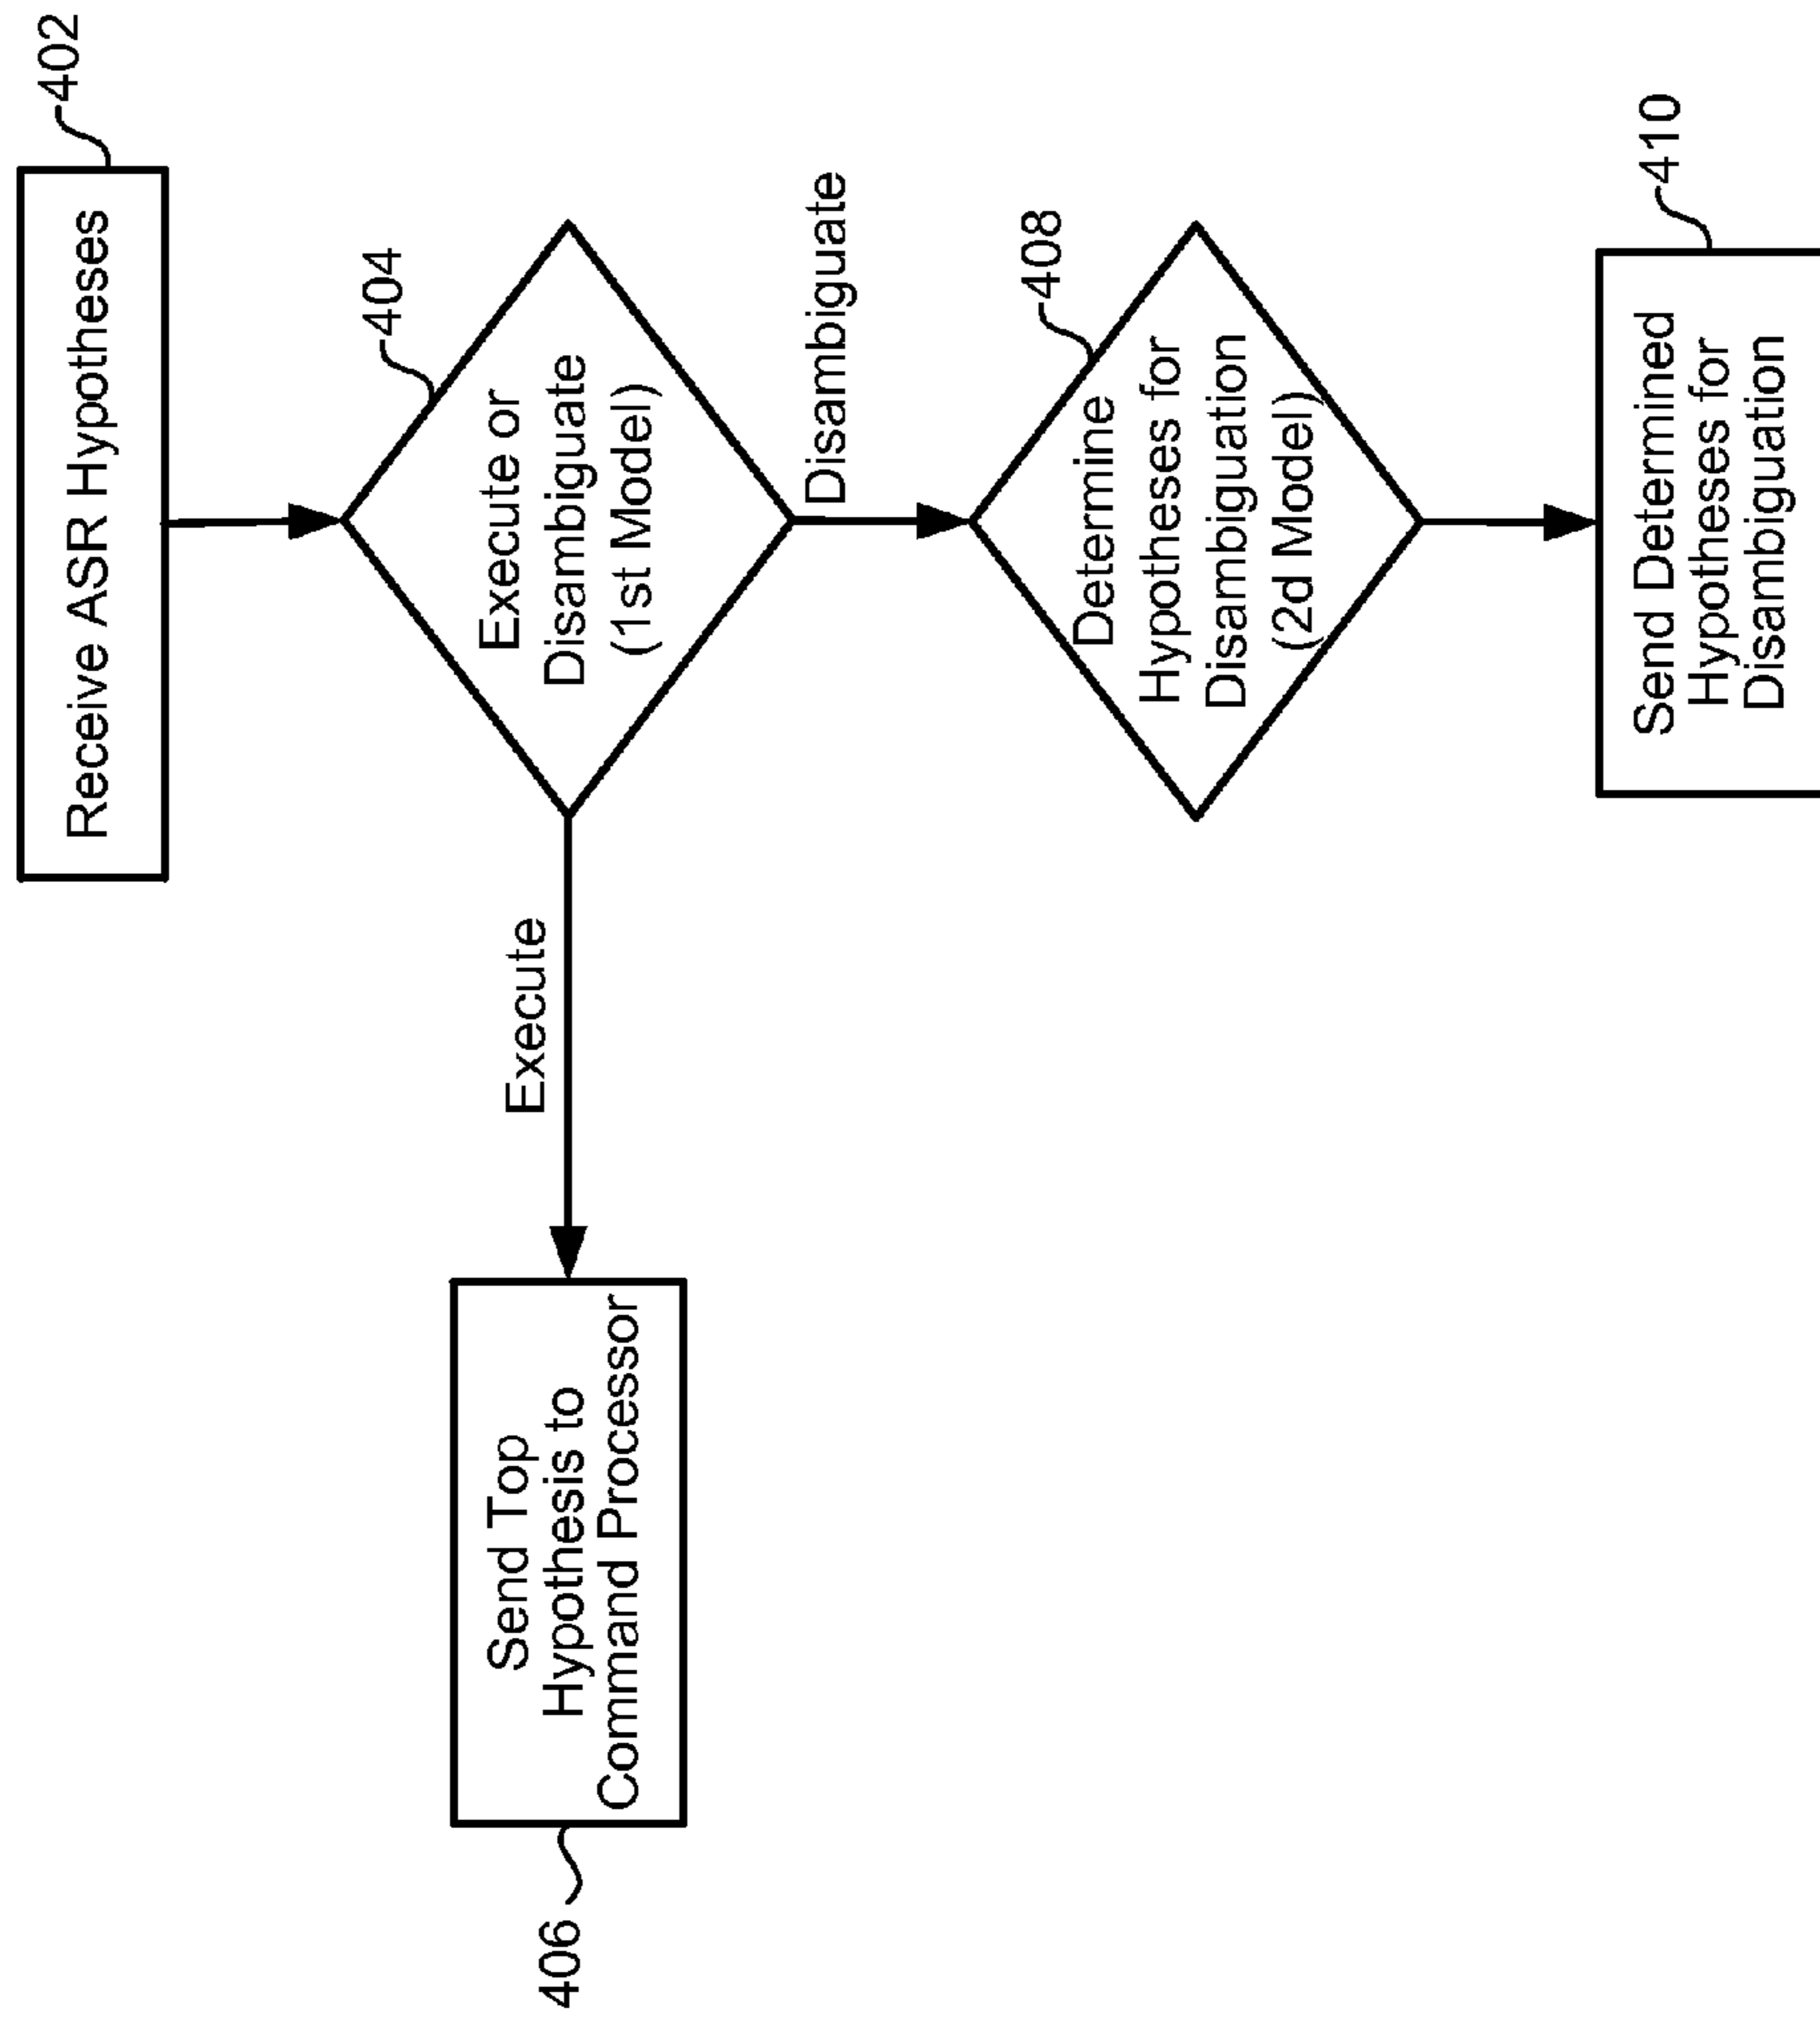 402
Receive ASR Hypotheses
404
Execute or
Disambiguate
(1st Model)
Execute
406
Send Top
Hypothesis to
Command Processor
Disambiguate
408
Determine
Hypotheses for
Disambiguation
(2d Model)
410
Send Determined
Hypotheses for
Disambiguation